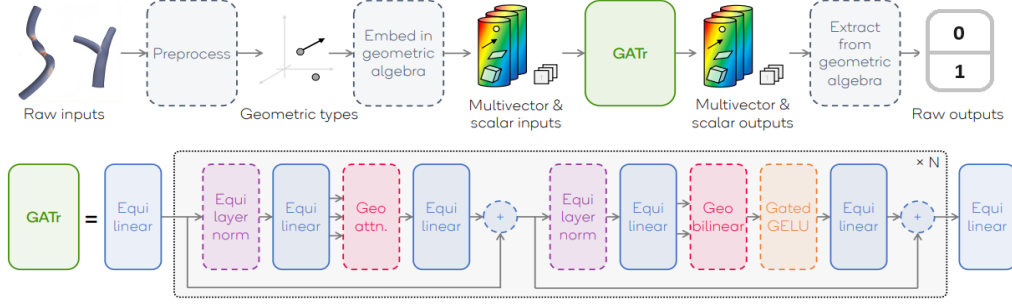 Raw inputs
Preprocess
Geometric types
Embed in
geometric
algebra
Multivector &
scalar inputs
GATr
Multivector &
scalar outputs
Extract
from
geometric
algebra
0
1
Raw outputs
GATr
=
Equi
linear
× N
Equi
layer
norm
Equi
linear
Geo
attn.
Equi
linear
+
Equi
layer
norm
Equi
linear
Geo
bilinear
Gated
GELU
Equi
linear
+
Equi
linear